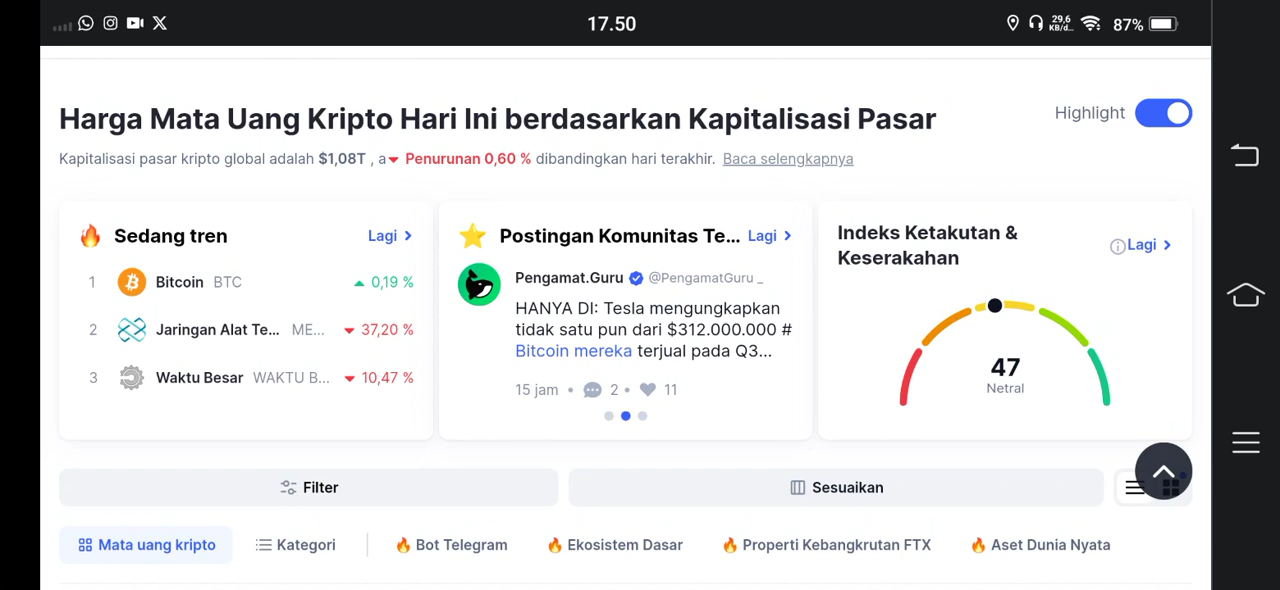 17.50
29,6
KB/d...
87%
Harga Mata Uang Kripto Hari Ini berdasarkan Kapitalisasi Pasar
Highlight
Kapitalisasi pasar kripto global adalah $1,08T , a Penurunan 0,60 % dibandingkan hari terakhir. Baca selengkapnya
Sedang tren
Lagi
1 Bitcoin BTC 0,19 %
2 Jaringan Alat Te... ME... 37,20 %
3 Waktu Besar WAKTU B... 10,47 %
Postingan Komunitas Te... Lagi
Pengamat.Guru @PengamatGuru _
HANYA DI: Tesla mengungkapkan
tidak satu pun dari $312.000.000 #
Bitcoin mereka terjual pada Q3...
15 jam • 2 • 11
Indeks Ketakutan &
Keserakahan
Lagi
47
Netral
Filter
Sesuaikan
Mata uang kripto
Kategori
Bot Telegram
Ekosistem Dasar
Properti Kebangkrutan FTX
Aset Dunia Nyata